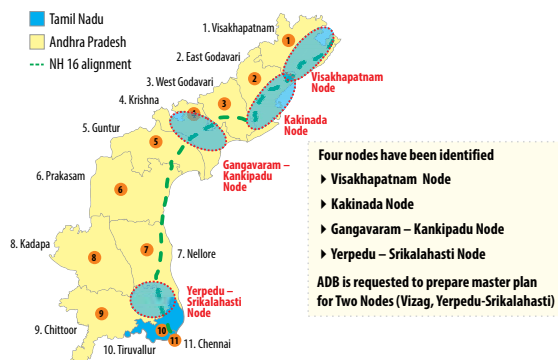 Tamil Nadu
Andhra Pradesh
NH 16 alignment
1. Visakhapatnam
2. East Godavari
3. West Godavari
4. Krishna
5. Guntur
6. Prakasam
7. Nellore
8. Kadapa
9. Chittoor
10. Tiruvallur
11. Chennai
1
2
3
5
6
7
8
9
10
11
Visakhapatnam
Node
Kakinada
Node
Gangavaram –
Kankipadu
Node
Yerpedu –
Srikalahasti
Node
Four nodes have been identified
Visakhapatnam Node
Kakinada Node
Gangavaram – Kankipadu Node
Yerpedu – Srikalahasti Node
ADB is requested to prepare master plan
for Two Nodes (Vizag, Yerpedu-Srikalahasti)